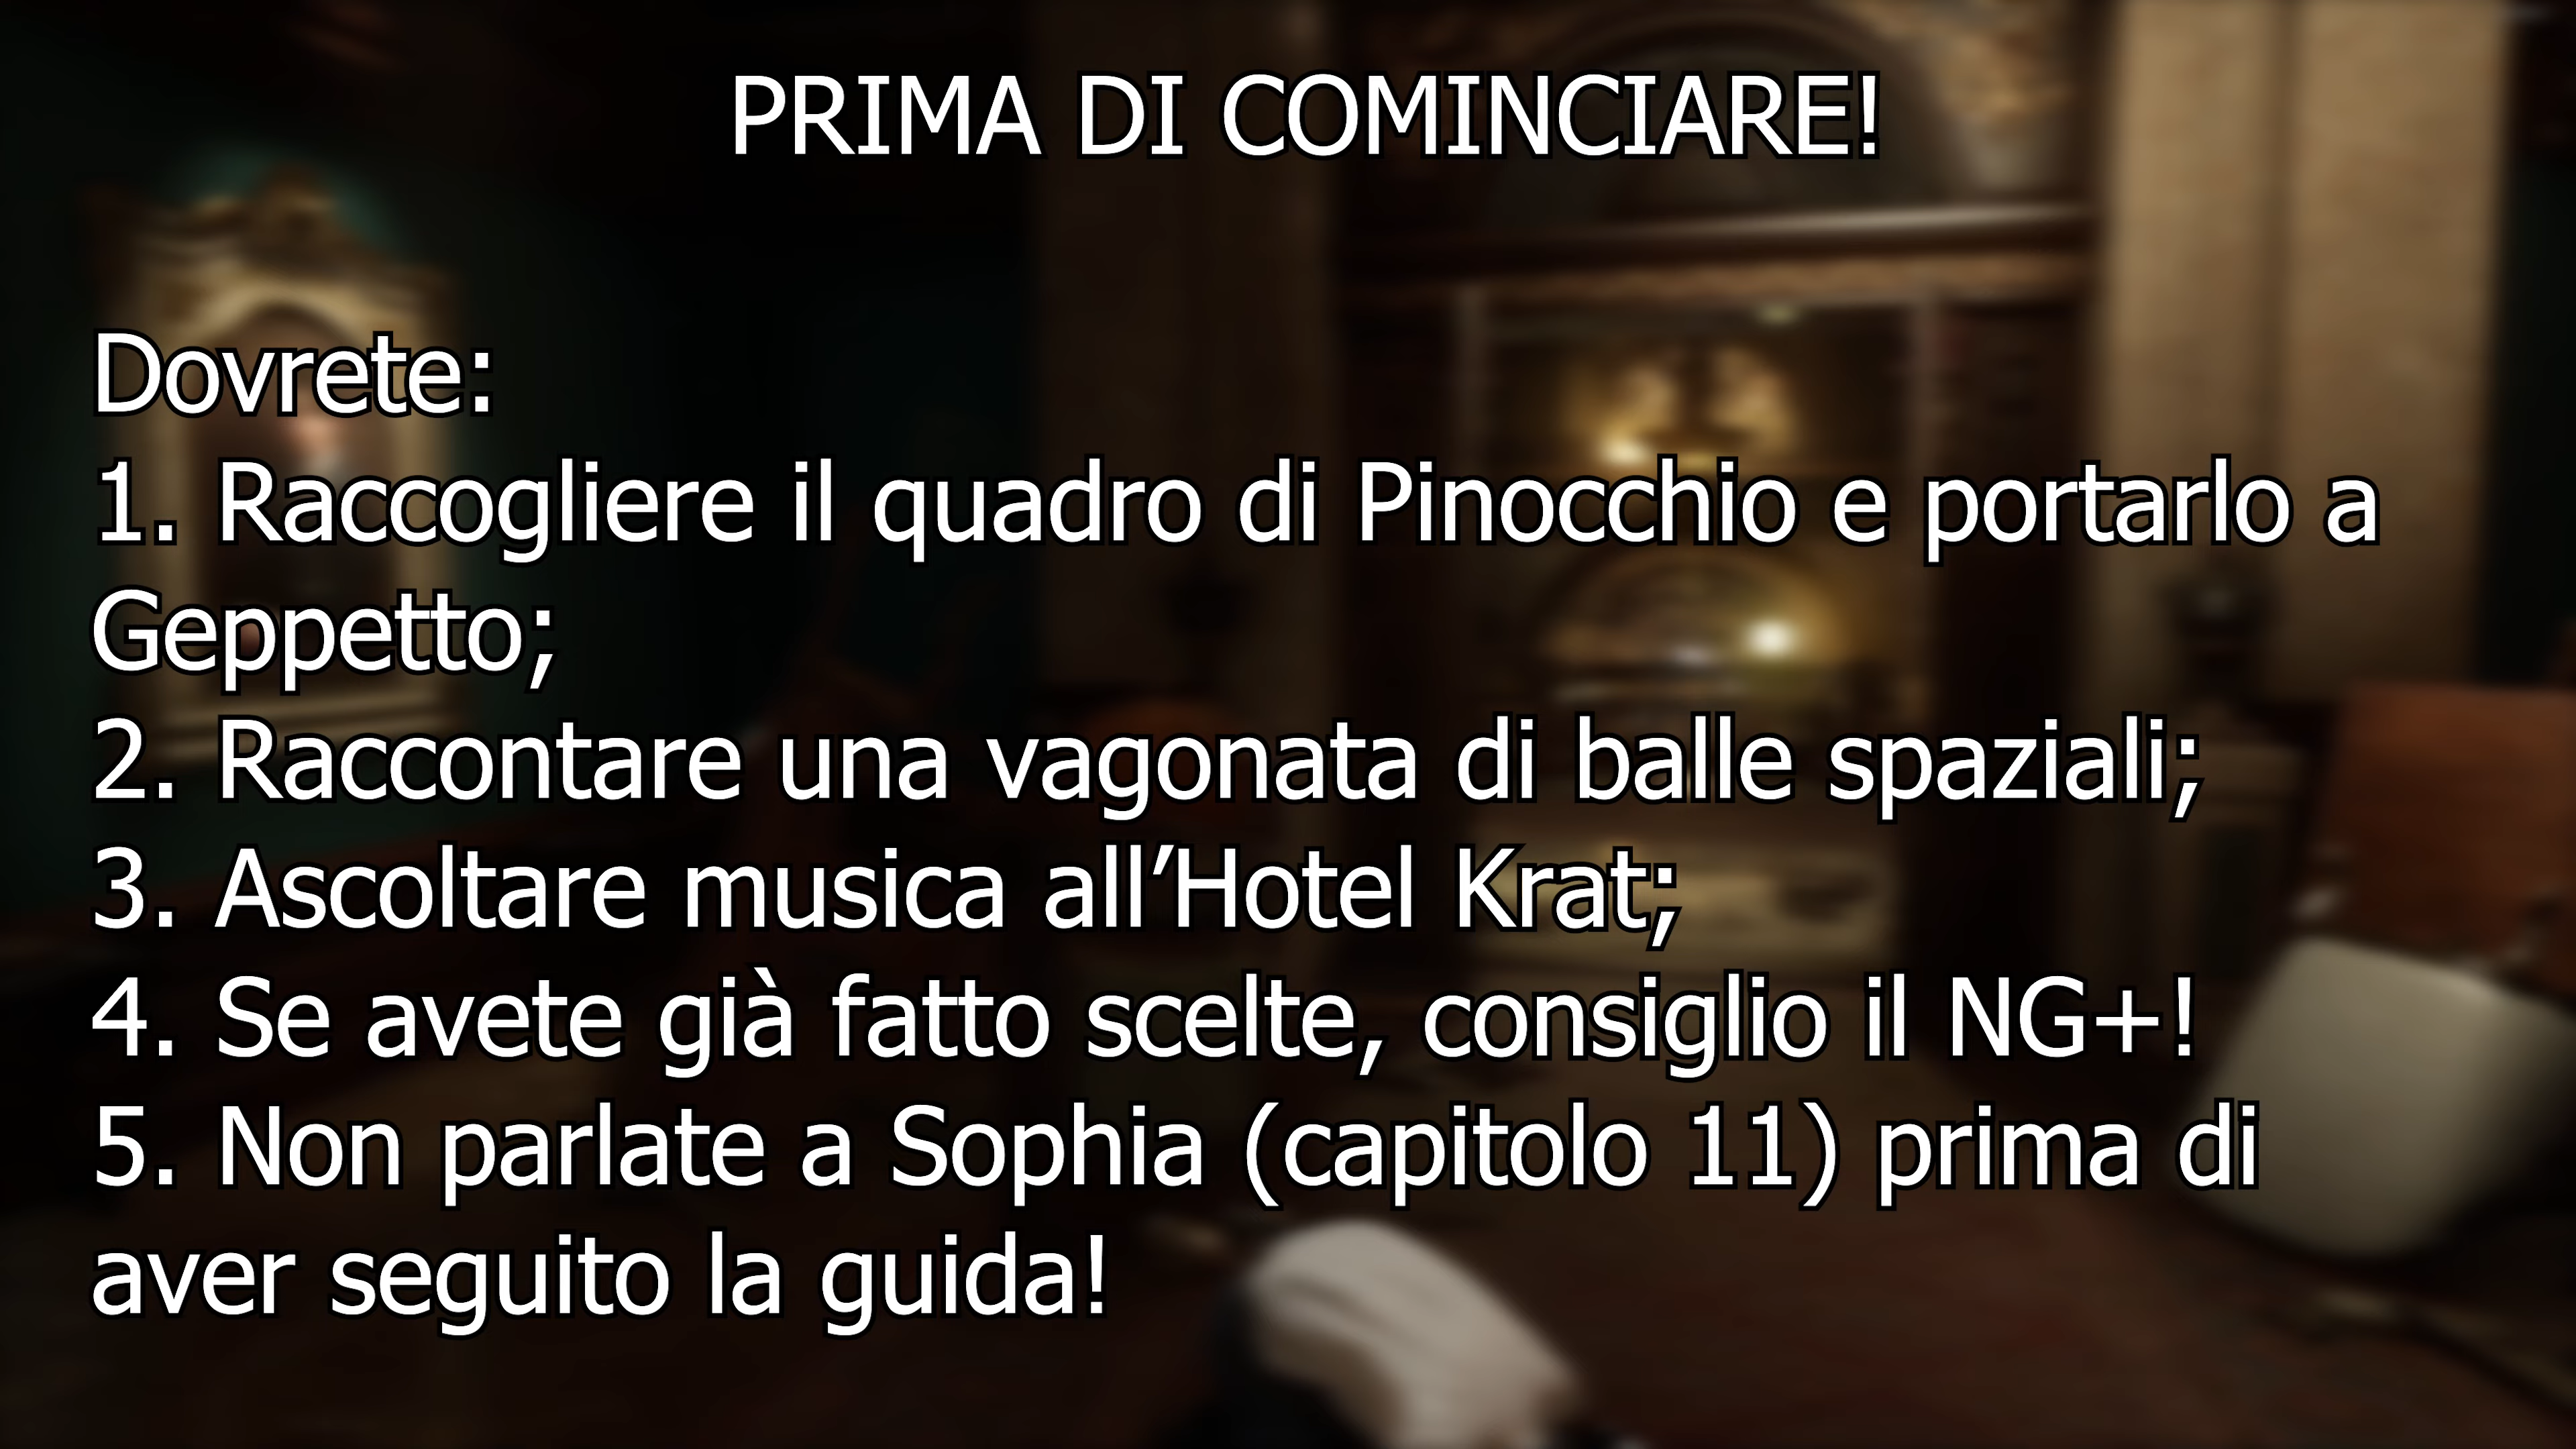 PRIMA DI COMINCIARE!
Dovrete:
1. Raccogliere il quadro di Pinocchio e portarlo a
Geppetto;
2. Raccontare una vagonata di balle spaziali;
3. Ascoltare musica all’Hotel Krat;
4. Se avete già fatto scelte, consiglio il NG+!
5. Non parlate a Sophia (capitolo 11) prima di
aver seguito la guida!